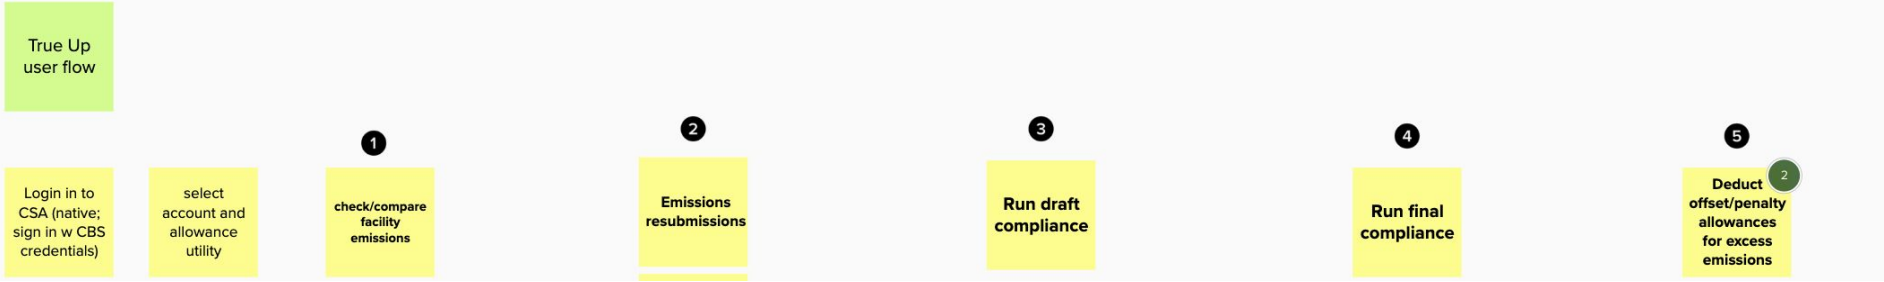 True Up
user flow
1
2
3
4
5
Login in to
CSA (native;
sign in w CBS
credentials)
select
account and
allowance
utility
check/compare
facility
emissions
Emissions
resubmissions
Run draft
compliance
Run final
compliance
2
Deduct
offset/penalty
allowances
for excess
emissions